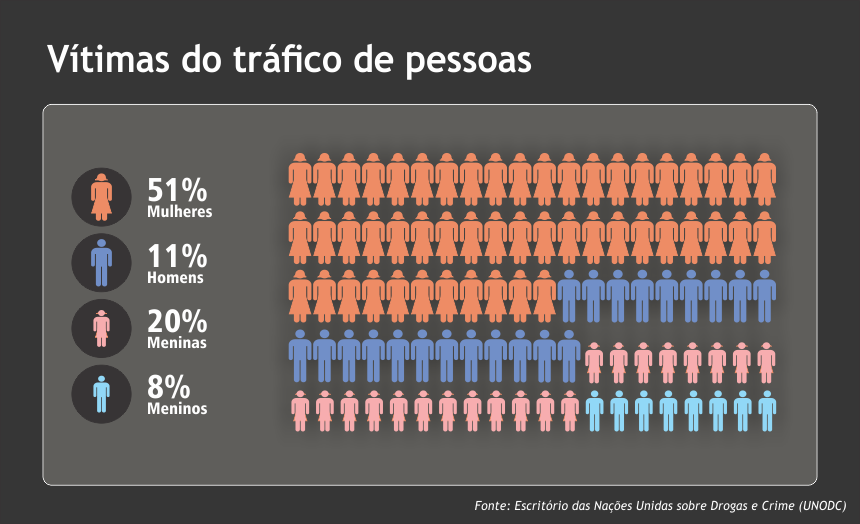 Vítimas do tráfico de pessoas
51%
Mulheres
11%
Homens
20%
Meninas
8%
Meninos
Fonte: Escritório das Nações Unidas sobre Drogas e Crime (UNODC)